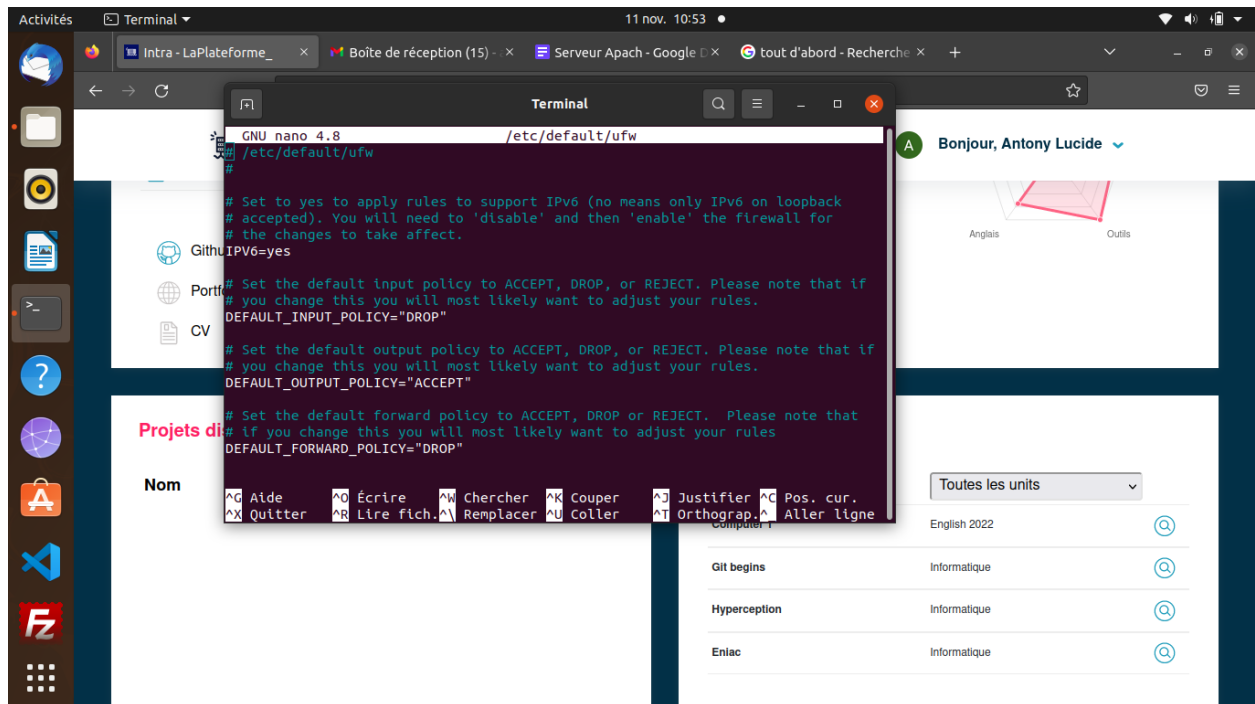 Activités
Terminal
11 nov. 10:53
Intra - LaPlateforme_
Boîte de réception (15) -
Serveur Apach - Google D
tout d'abord - Recherche
Terminal
Bonjour, Antony Lucide
A
GNU nano 4.8 /etc/default/ufw
# /etc/default/ufw
#
# Set to yes to apply rules to support IPv6 (no means only IPv6 on loopback
# accepted). You will need to 'disable' and then 'enable' the firewall for
# the changes to take affect.
IPV6=yes
# Set the default input policy to ACCEPT, DROP, or REJECT. Please note that if
# you change this you will most likely want to adjust your rules.
DEFAULT_INPUT_POLICY="DROP"
# Set the default output policy to ACCEPT, DROP, or REJECT. Please note that if
# you change this you will most likely want to adjust your rules.
DEFAULT_OUTPUT_POLICY="ACCEPT"
# Set the default forward policy to ACCEPT, DROP or REJECT.  Please note that
# if you change this you will most likely want to adjust your rules
DEFAULT_FORWARD_POLICY="DROP"
^G Aide ^O Écrire ^W Chercher ^K Couper ^J Justifier ^C Pos. cur.
^X Quitter ^R Lire fich. ^\ Remplacer ^U Coller ^T Orthograp. ^_ Aller ligne
Githu
Portf
CV
Anglais
Outils
Projets di
Nom
Toutes les units
Computer 1
English 2022
Git begins
Informatique
Hyperception
Informatique
Eniac
Informatique